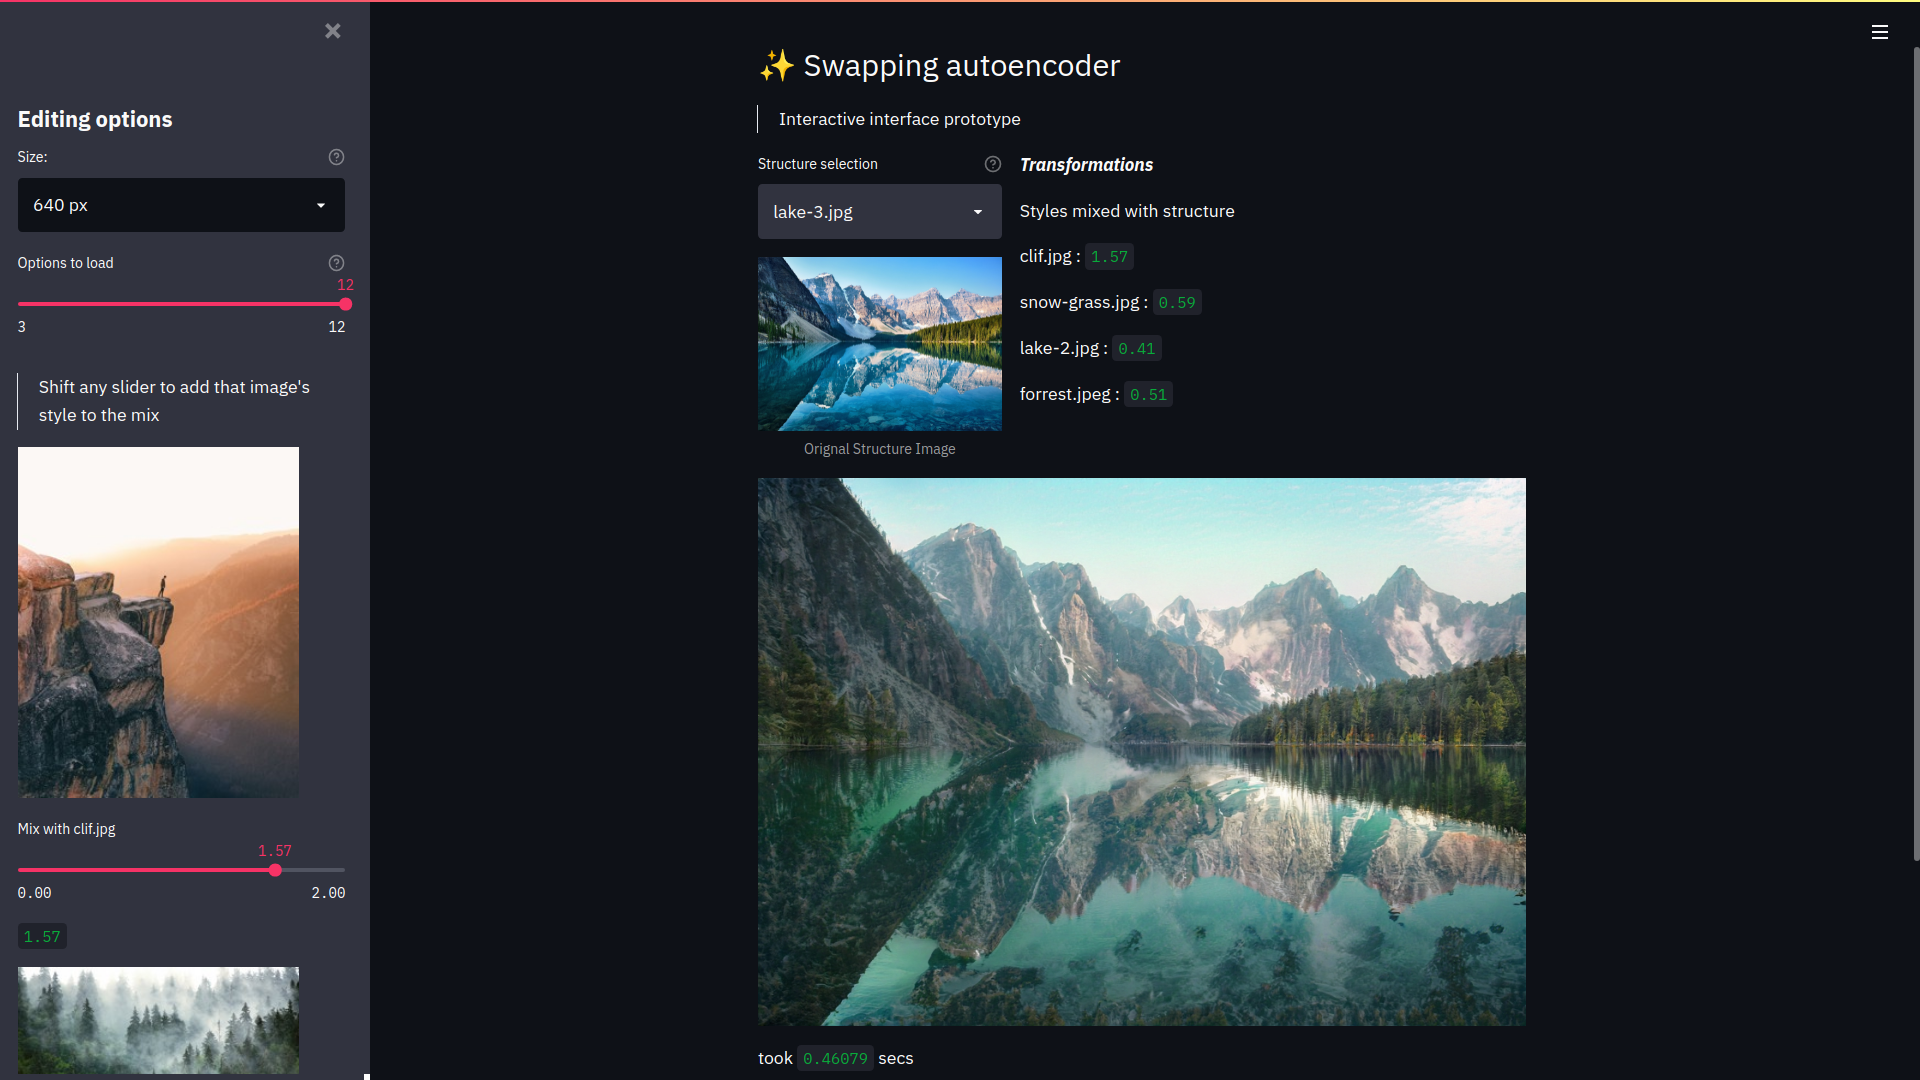 Editing options
Size:
640 px
Options to load
12
3
12
Shift any slider to add that image's
style to the mix
Mix with clif.jpg
1.57
0.00
2.00
1.57
✨ Swapping autoencoder
Interactive interface prototype
Structure selection
lake-3.jpg
Orignal Structure Image
Transformations
Styles mixed with structure
clif.jpg : 1.57
snow-grass.jpg : 0.59
lake-2.jpg : 0.41
forrest.jpeg : 0.51
took 0.46079 secs